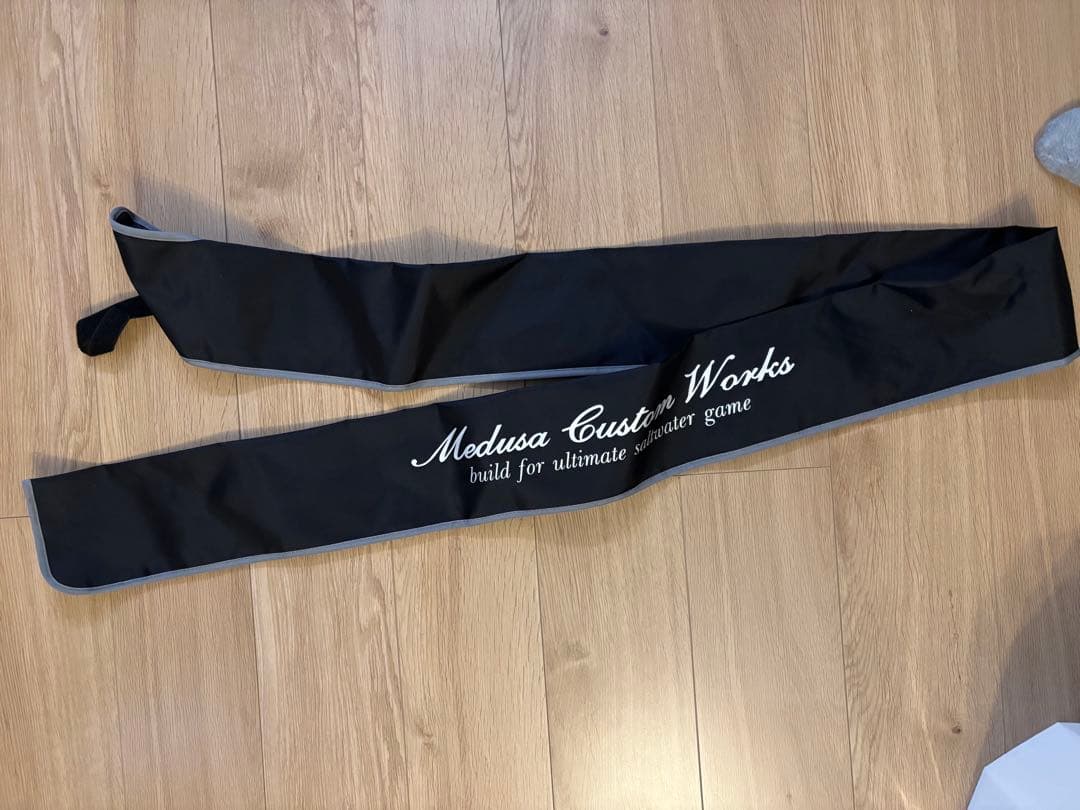 Medusa Custom Works
build for ultimate saltwater game